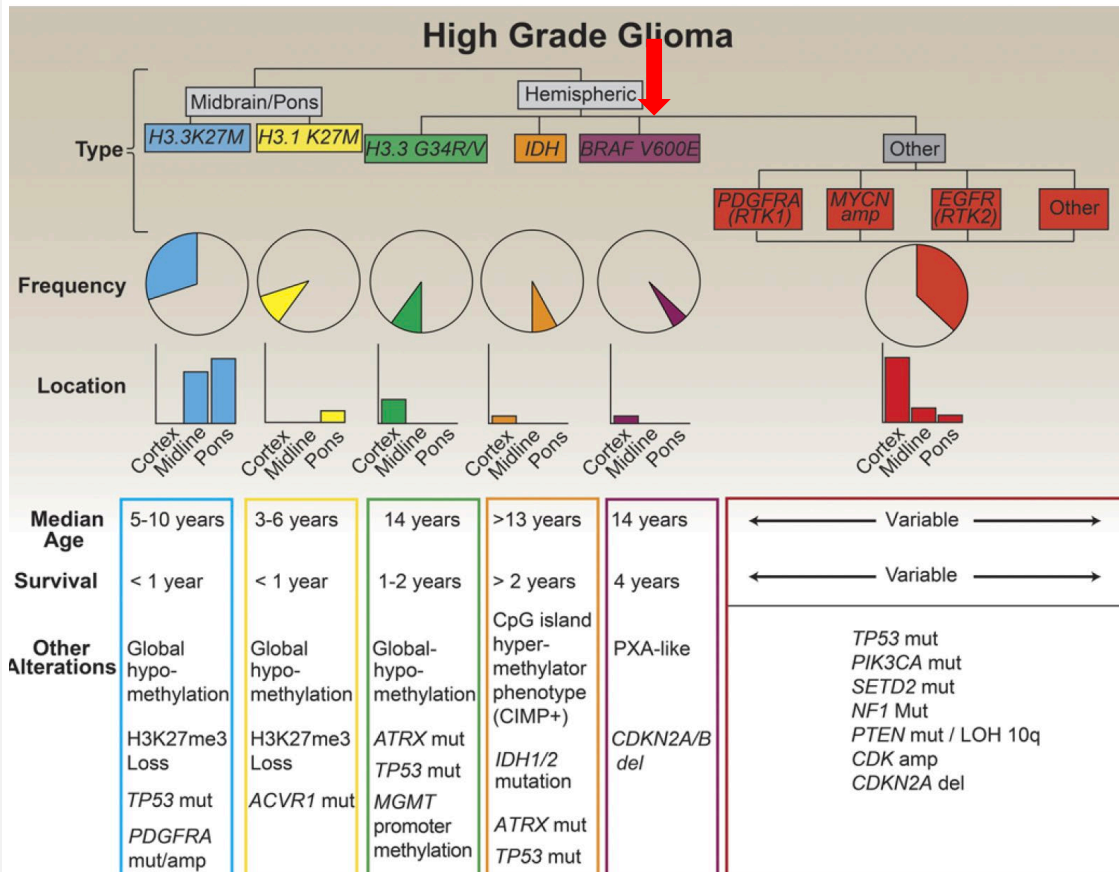 High Grade Glioma
Midbrain/Pons
Hemispheric
Type
H3.3K27M
H3.1 K27M
H3.3 G34R/V
IDH
BRAF V600E
Other
PDGFRA
(RTK1)
MYCN
amp
EGFR
(RTK2)
Other
Frequency
Location
Cortex
Midline
Pons
Cortex
Midline
Pons
Cortex
Midline
Pons
Cortex
Midline
Pons
Cortex
Midline
Pons
Cortex
Midline
Pons
Median
Age
5-10 years
3-6 years
14 years
>13 years
14 years
Variable
Survival
< 1 year
< 1 year
1-2 years
> 2 years
4 years
Variable
Other
Alterations
Global
hypo-
methylation
H3K27me3
Loss
TP53 mut
PDGFRA
mut/amp
Global
hypo-
methylation
H3K27me3
Loss
ACVR1 mut
Global-
hypo-
methylation
ATRX mut
TP53 mut
MGMT
promoter
methylation
CpG island
hyper-
methylator
phenotype
(CIMP+)
IDH1/2
mutation
ATRX mut
TP53 mut
PXA-like
CDKN2A/B
del
TP53 mut
PIK3CA mut
SETD2 mut
NF1 Mut
PTEN mut / LOH 10q
CDK amp
CDKN2A del